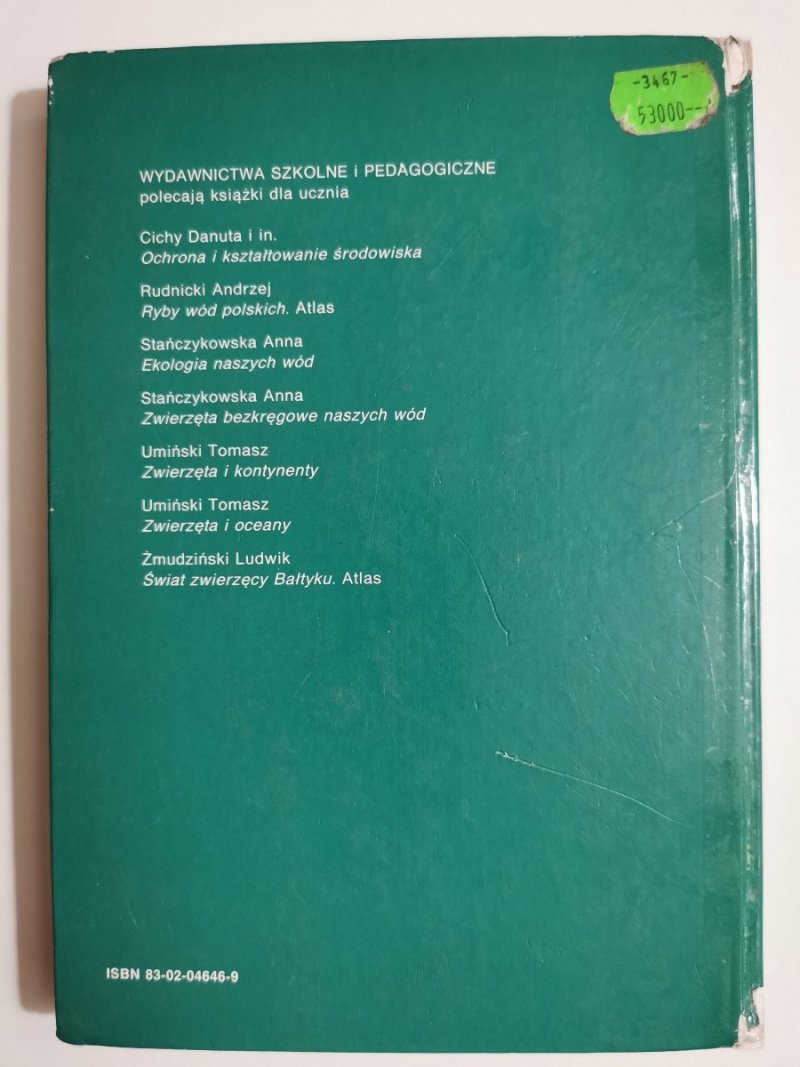 -3467-
53000--
WYDAWNICTWA SZKOLNE i PEDAGOGICZNE
polecają książki dla ucznia
Cichy Danuta i in.
Ochrona i kształtowanie środowiska
Rudnicki Andrzej
Ryby wód polskich. Atlas
Stańczykowska Anna
Ekologia naszych wód
Stańczykowska Anna
Zwierzęta bezkręgowe naszych wód
Umiński Tomasz
Zwierzęta i kontynenty
Umiński Tomasz
Zwierzęta i oceany
Żmudziński Ludwik
Świat zwierzęcy Bałtyku. Atlas
ISBN 83-02-04646-9